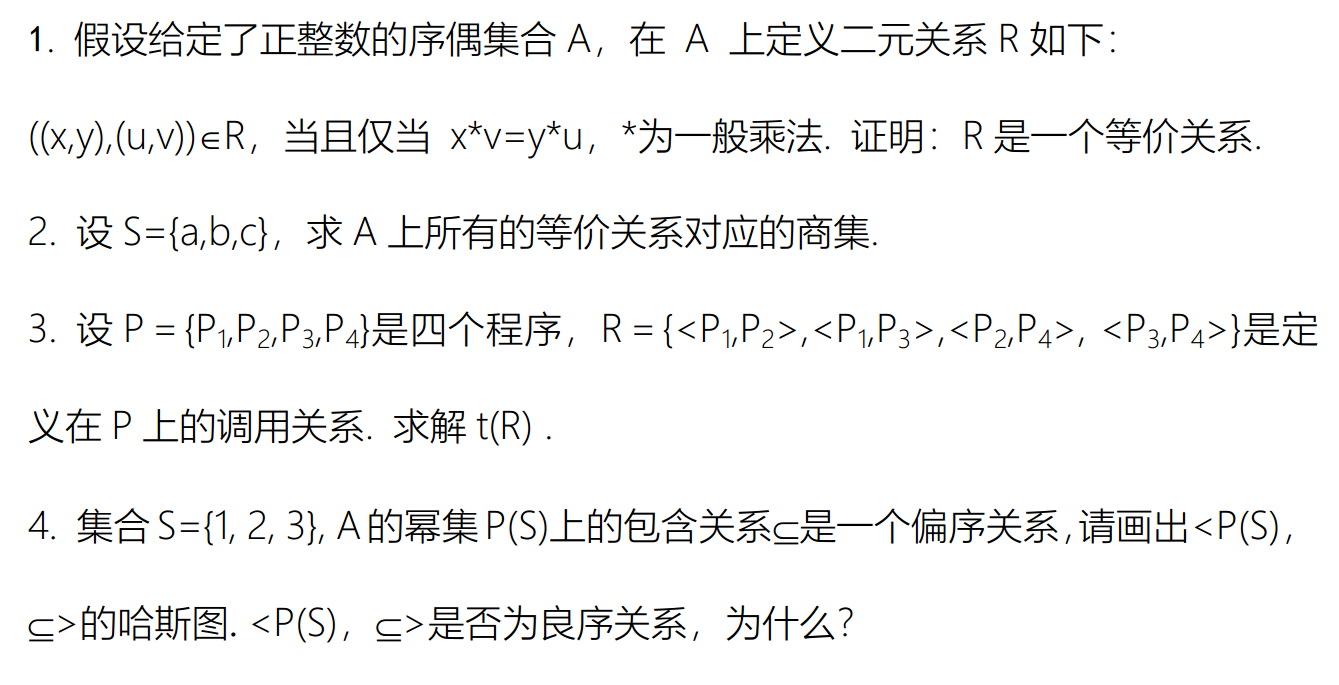 1. 假设给定了正整数的序偶集合 A，在 A 上定义二元关系 R 如下：
((x,y),(u,v))∈R，当且仅当 x*v=y*u，*为一般乘法. 证明：R 是一个等价关系.
2. 设 S={a,b,c}，求 A 上所有的等价关系对应的商集.
3. 设 P = {P₁,P₂,P₃,P₄}是四个程序，R = {<P₁,P₂>,<P₁,P₃>,<P₂,P₄>, <P₃,P₄>}是定
义在 P 上的调用关系. 求解 t(R) .
4. 集合 S={1, 2, 3}, A 的幂集 P(S)上的包含关系⊆是一个偏序关系,请画出<P(S)，
⊆>的哈斯图. <P(S)，⊆>是否为良序关系，为什么?